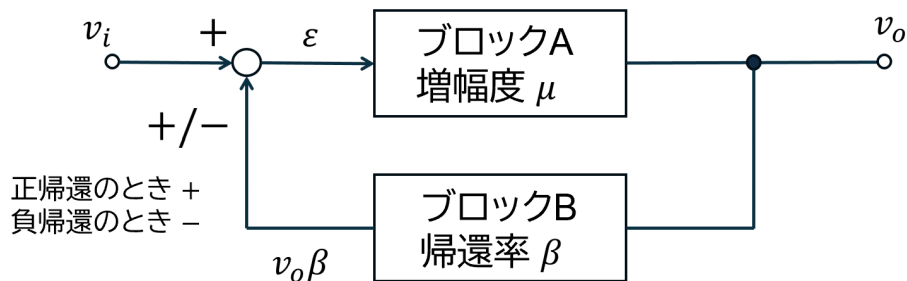 v_i
+
ε
ブロックA
増幅度 μ
v_o
+/−
正帰還のとき +
負帰還のとき −
ブロックB
帰還率 β
v_oβ